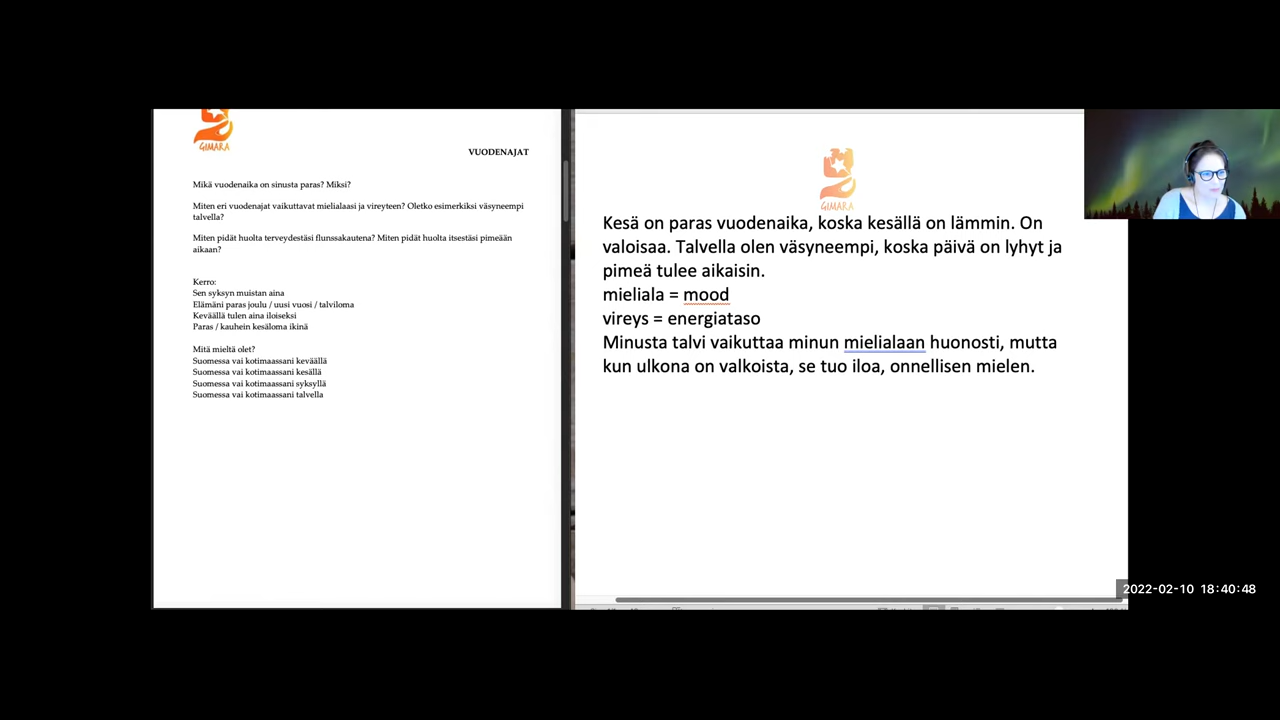 GIMARA
VUODENAJAT
Mikä vuodenaika on sinusta paras? Miksi?
Miten eri vuodenajat vaikuttavat mielialaasi ja vireyteen? Oletko esimerkiksi väsyneempi
talvella?
Miten pidät huolta terveydestäsi flunssakautena? Miten pidät huolta itsestäsi pimeään
aikaan?
Kerro:
Sen syksyn muistan aina
Elämäni paras joulu / uusi vuosi / talviloma
Keväällä tulen aina iloiseksi
Paras / kauhein kesäloma ikinä
Mitä mieltä olet?
Suomessa vai kotimaassani keväällä
Suomessa vai kotimaassani kesällä
Suomessa vai kotimaassani syksyllä
Suomessa vai kotimaassani talvella
GIMARA
Kesä on paras vuodenaika, koska kesällä on lämmin. On
valoisaa. Talvella olen väsyneempi, koska päivä on lyhyt ja
pimeä tulee aikaisin.
mieliala = mood
vireys = energiataso
Minusta talvi vaikuttaa minun mielialaan huonosti, mutta
kun ulkona on valkoista, se tuo iloa, onnellisen mielen.
2022-02-10 18:40:48